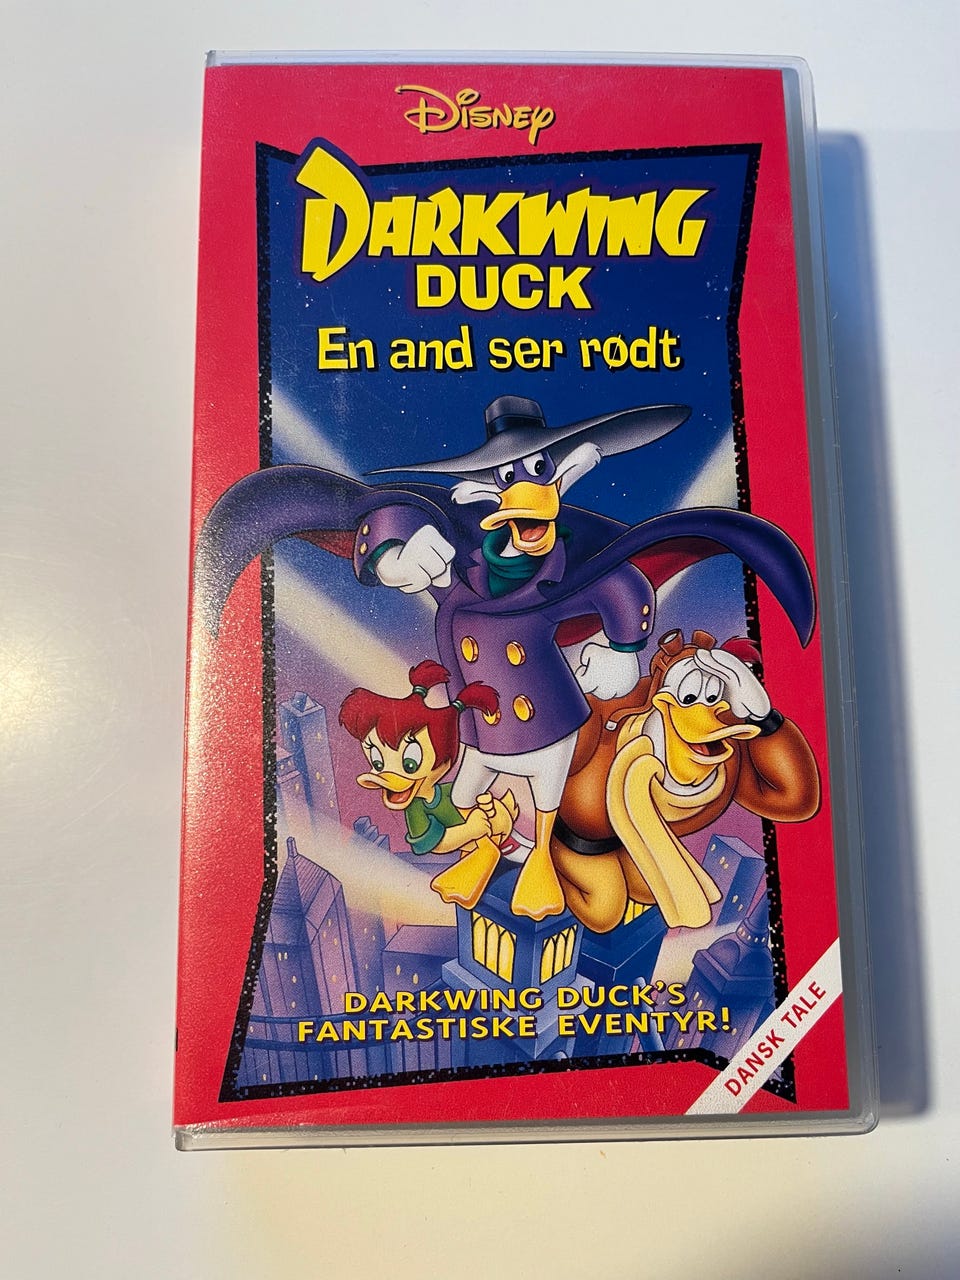 Disney
DARKWING
DUCK
En and ser rødt
DARKWING DUCK'S
FANTASTISKE EVENTYR!
DANSK TALE